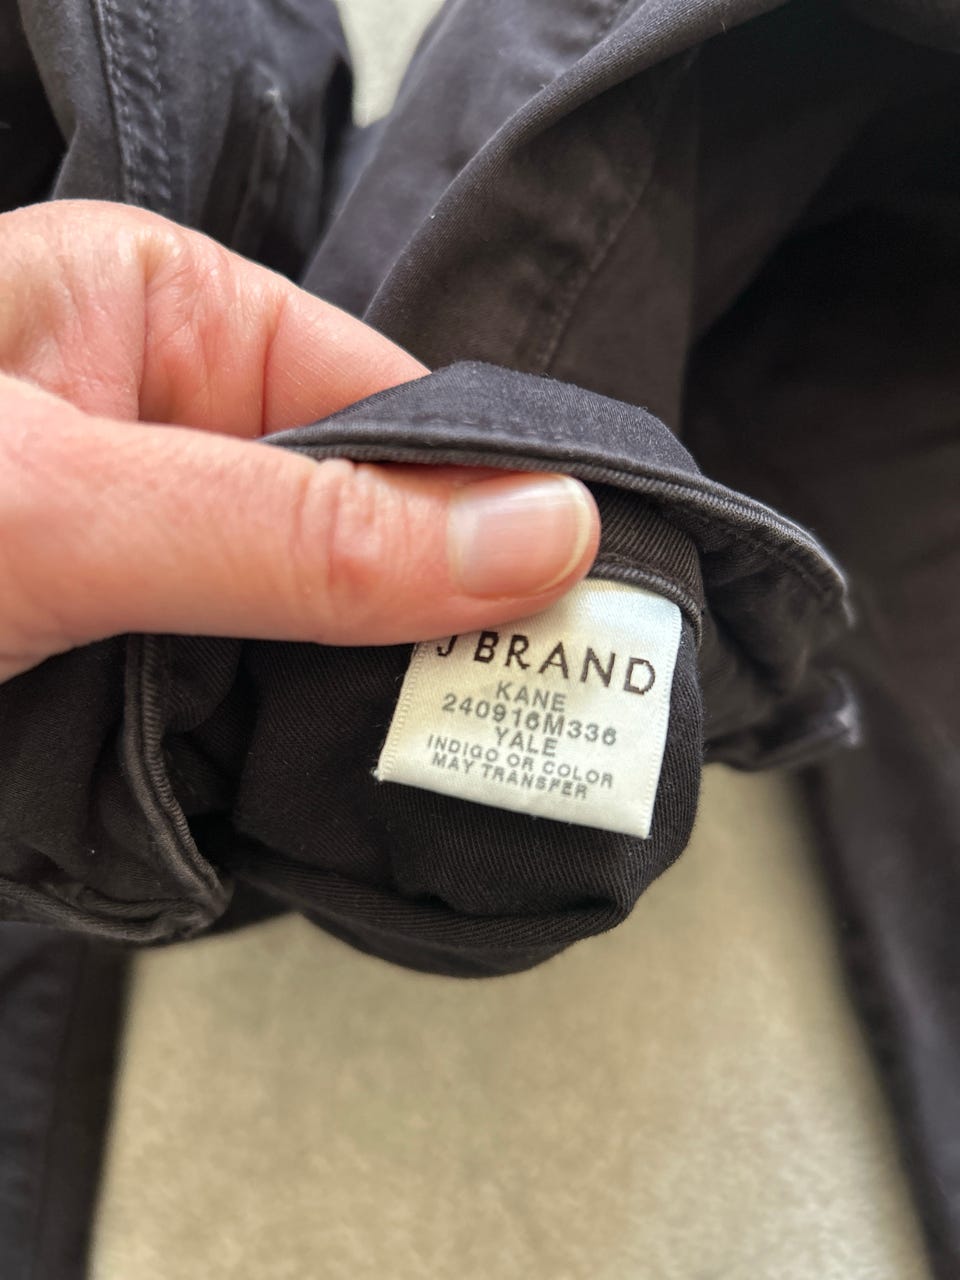 J BRAND
KANE
240916M336
YALE
INDIGO OR COLOR
MAY TRANSFER